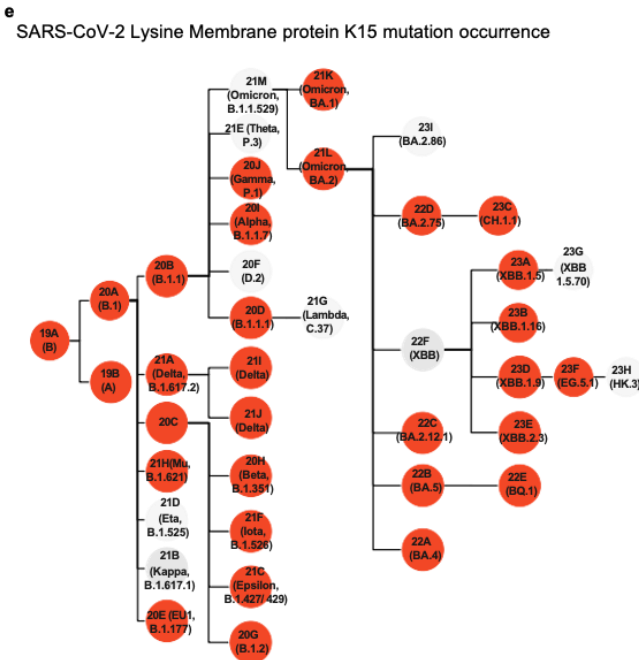 e
SARS-CoV-2 Lysine Membrane protein K15 mutation occurrence
19A
(B)
20A
(B.1)
19B
(A)
20B
(B.1.1)
21A
(Delta,
B.1.617.2)
20C
21H(Mu,
B.1.621)
21D
(Eta,
B.1.525)
21B
(Kappa,
B.1.617.1)
20E (EU1,
B.1.177)
21M
(Omicron,
B.1.1.529)
21E (Theta,
P.3)
20J
(Gamma,
P.1)
20I
(Alpha,
B.1.1.7)
20F
(D.2)
20D
(B.1.1.1)
21I
(Delta)
21J
(Delta)
20H
(Beta,
B.1.351)
21F
(Iota,
B.1.526)
21C
(Epsilon,
B.1.427/429)
20G
(B.1.2)
21K
(Omicron,
BA.1)
21L
(Omicron,
BA.2)
21G
(Lambda,
C.37)
23I
(BA.2.86)
22D
(BA.2.75)
22F
(XBB)
22C
(BA.2.12.1)
22B
(BA.5)
22A
(BA.4)
23C
(CH.1.1)
23A
(XBB.1.5)
23B
(XBB.1.16)
23D
(XBB.1.9)
23E
(XBB.2.3)
22E
(BQ.1)
23G
(XBB
1.5.70)
23F
(EG.5.1)
23H
(HK.3)